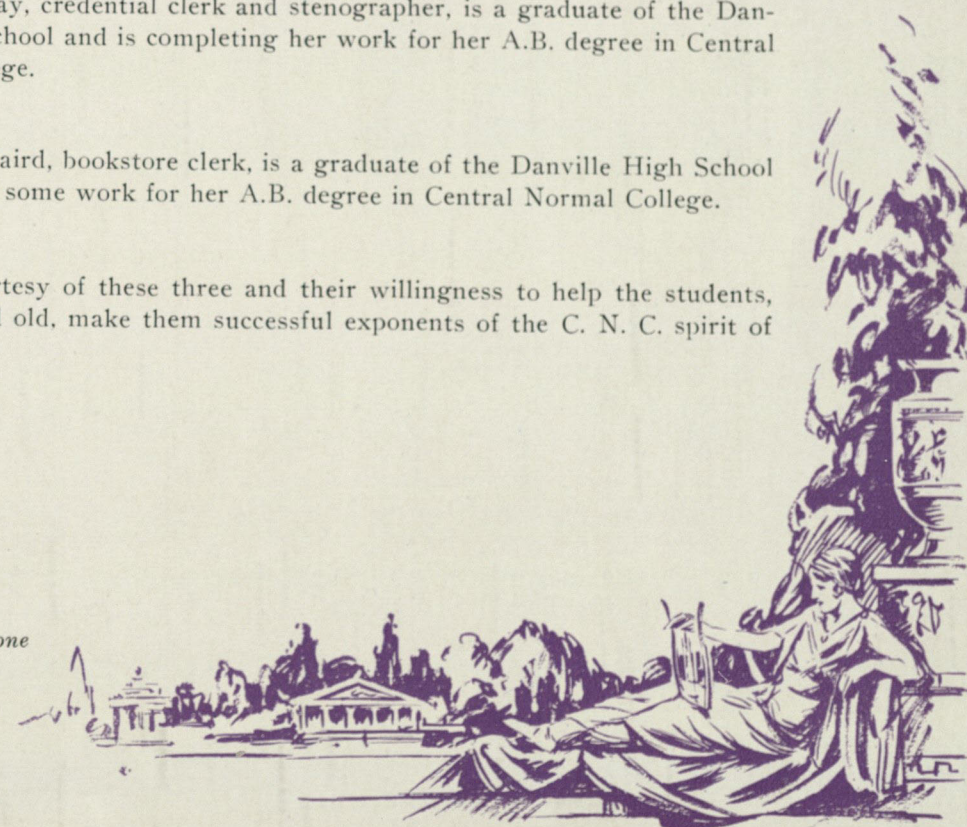 ay, credential clerk and stenographer, is a graduate of the Dan-
chool and is completing her work for her A.B. degree in Central
ge.
aird, bookstore clerk, is a graduate of the Danville High School
some work for her A.B. degree in Central Normal College.
rtesy of these three and their willingness to help the students,
old, make them successful exponents of the C. N. C. spirit of
one